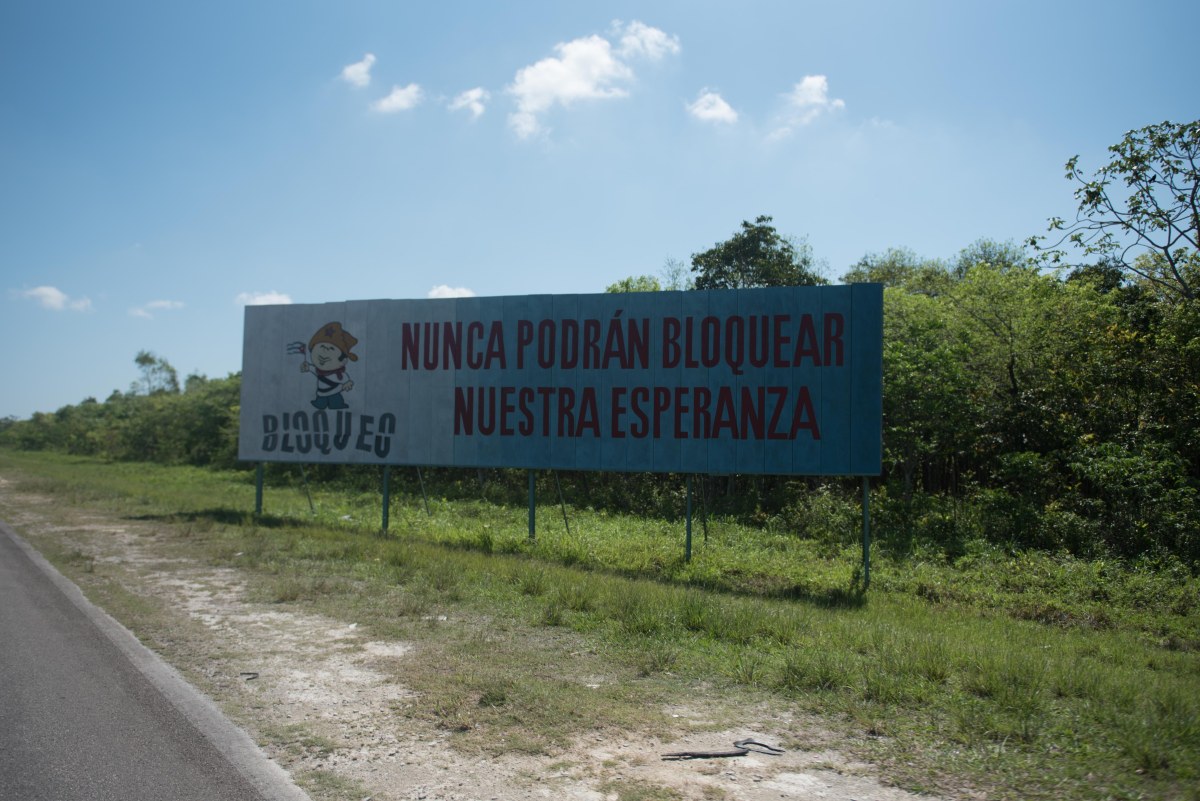 NUNCA PODRÁN BLOQUEAR
NUESTRA ESPERANZA
BLOQUEO